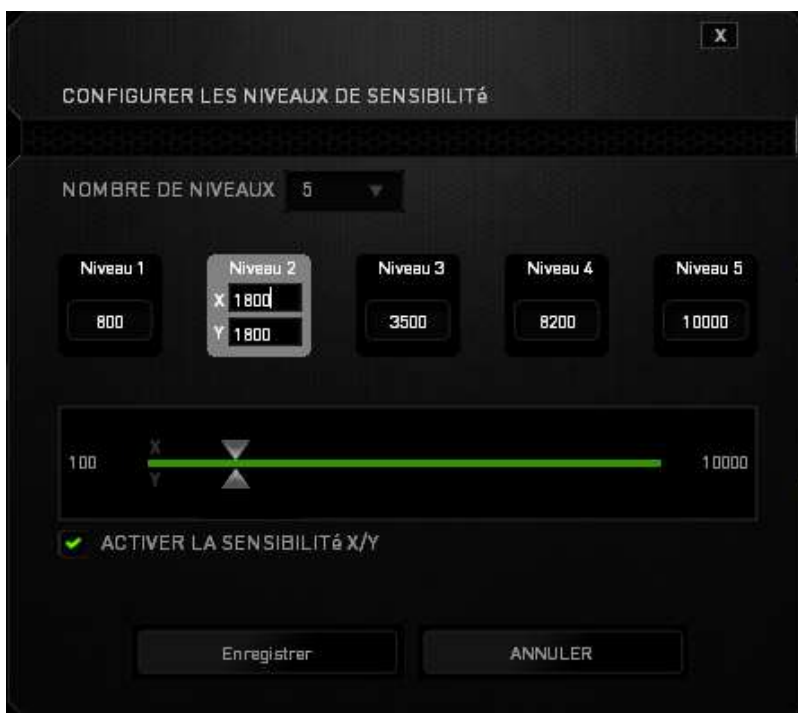 X
CONFIGURER LES NIVEAUX DE SENSIBILITé
NOMBRE DE NIVEAUX 5
Niveau 1 Niveau 2 Niveau 3 Niveau 4 Niveau 5
X 1800
800 3500 8200 10000
Y 1800
X
100 10000
Y
ACTIVER LA SENSIBILITé X/Y
Enregistrer ANNULER